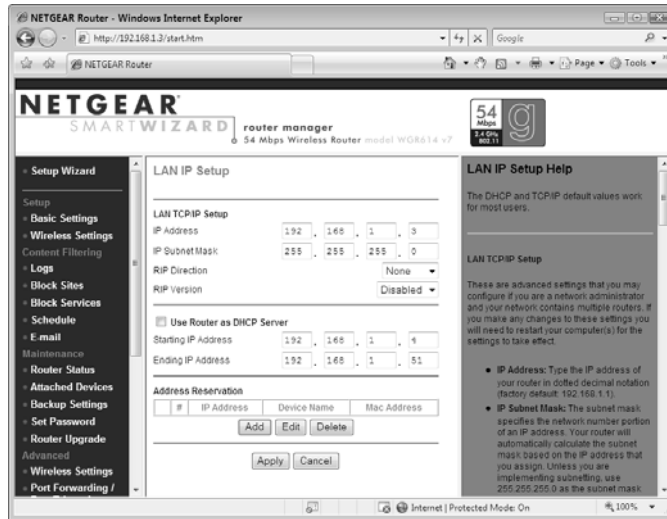 NETGEAR Router - Windows Internet Explorer
http://192.168.1.3/start.htm
Google
NETGEAR Router
Page
Tools
NETGEAR
SMARTWIZARD router manager
54 Mbps Wireless Router model WGR614 v7
54
Mbps
2.4 GHz
802.11
g
Setup Wizard
Setup
Basic Settings
Wireless Settings
Content Filtering
Logs
Block Sites
Block Services
Schedule
E-mail
Maintenance
Router Status
Attached Devices
Backup Settings
Set Password
Router Upgrade
Advanced
Wireless Settings
Port Forwarding /
LAN IP Setup
LAN TCP/IP Setup
IP Address 192 . 168 . 1 . 3
IP Subnet Mask 255 . 255 . 255 . 0
RIP Direction None
RIP Version Disabled
Use Router as DHCP Server
Starting IP Address 192 . 168 . 1 . 4
Ending IP Address 192 . 168 . 1 . 51
Address Reservation
# IP Address Device Name Mac Address
Add Edit Delete
Apply Cancel
LAN IP Setup Help
The DHCP and TCP/IP default values work
for most users.
LAN TCP/IP Setup
These are advanced settings that you may
configure if you are a network administrator
and your network contains multiple routers. If
you make any changes to these settings you
will need to restart your computer(s) for the
settings to take effect.
IP Address: Type the IP address of
your router in dotted decimal notation
(factory default: 192.168.1.1).
IP Subnet Mask: The subnet mask
specifies the network number portion
of an IP address. Your router will
automatically calculate the subnet
mask based on the IP address that
you assign. Unless you are
implementing subnetting, use
255.255.255.0 as the subnet mask
Internet | Protected Mode: On
100%